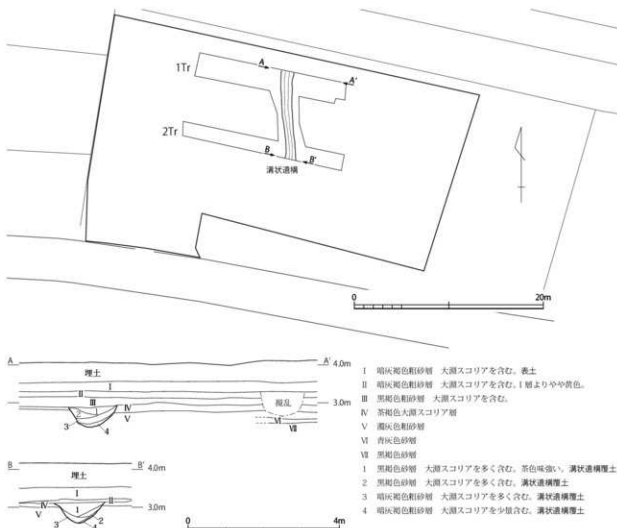 1Tr
A
A'
2Tr
B
B'
溝状遺構
0 20m
A A' 4.0m
埋土
I
II
III
3.0m
IV
V
撹乱
1
2
3
4
VI
VII
B B' 4.0m
埋土
I
II
IV
3.0m
V
1
2
3
4
0 4m
I 暗灰褐色粗砂層 大淵スコリアを含む。表土
II 暗灰褐色粗砂層 大淵スコリアを含む。I層よりやや黄色。
III 黒褐色粗砂層 大淵スコリアを含む。
IV 茶褐色大淵スコリア層
V 濁灰色粗砂層
VI 青灰色砂層
VII 黒褐色砂層
1 黒褐色砂層 大淵スコリアを多く含む。茶色味強い。溝状遺構覆土
2 黒褐色砂層 大淵スコリアを多く含む。溝状遺構覆土
3 暗灰褐色粗砂層 大淵スコリアを多く含む。溝状遺構覆土
4 暗灰褐色粗砂層 大淵スコリアを少量含む。溝状遺構覆土